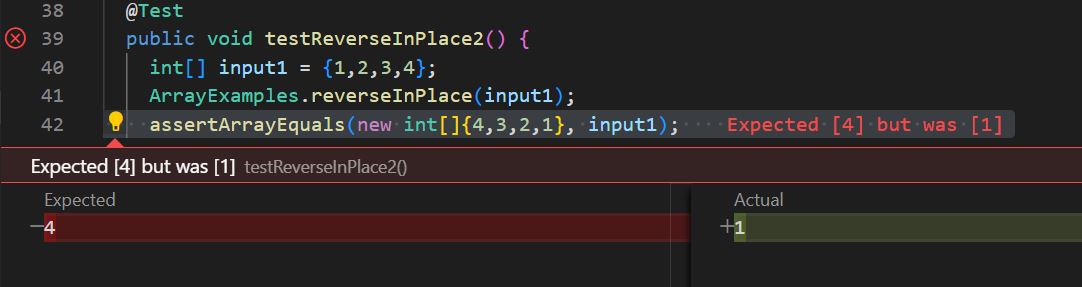 38 @Test
39 public void testReverseInPlace2() {
40 int[] input1 = {1,2,3,4};
41 ArrayExamples.reverseInPlace(input1);
42 assertArrayEquals(new int[]{4,3,2,1}, input1); Expected [4] but was [1]
Expected [4] but was [1] testReverseInPlace2()
Expected Actual
−4 +1